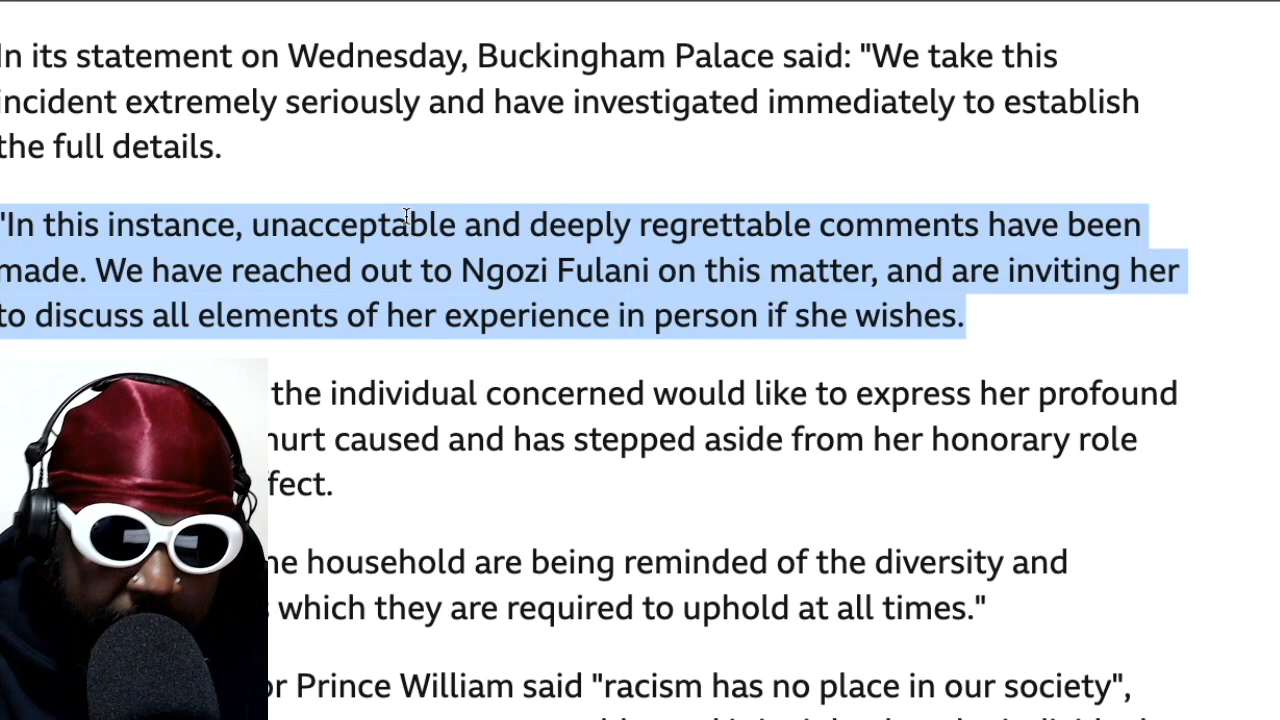 In its statement on Wednesday, Buckingham Palace said: "We take this
incident extremely seriously and have investigated immediately to establish
the full details.
"In this instance, unacceptable and deeply regrettable comments have been
made. We have reached out to Ngozi Fulani on this matter, and are inviting her
to discuss all elements of her experience in person if she wishes.
the individual concerned would like to express her profound
hurt caused and has stepped aside from her honorary role
household are being reminded of the diversity and
which they are required to uphold at all times."
Prince William said "racism has no place in our society",